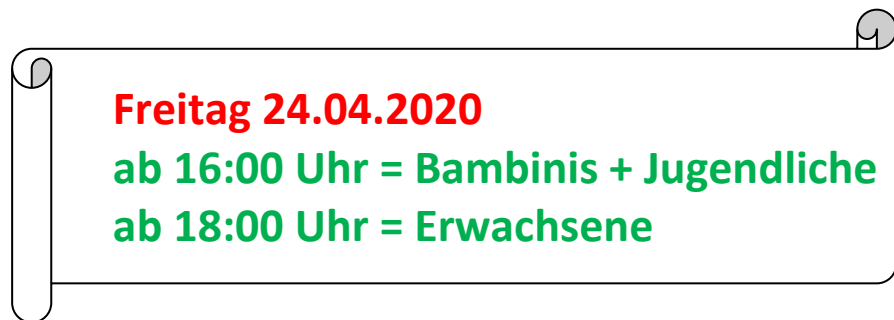 Freitag 24.04.2020
ab 16:00 Uhr = Bambinis + Jugendliche
ab 18:00 Uhr = Erwachsene